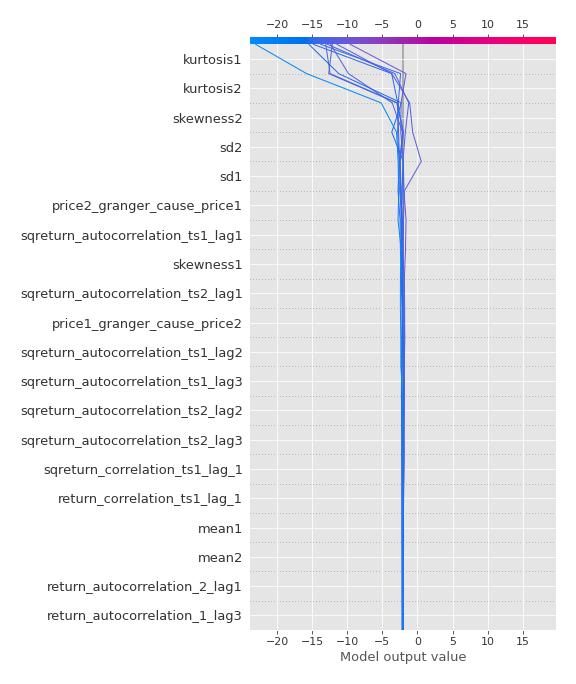 −20 −15 −10 −5 0 5 10 15
kurtosis1
kurtosis2
skewness2
sd2
sd1
price2_granger_cause_price1
sqreturn_autocorrelation_ts1_lag1
skewness1
sqreturn_autocorrelation_ts2_lag1
price1_granger_cause_price2
sqreturn_autocorrelation_ts1_lag2
sqreturn_autocorrelation_ts1_lag3
sqreturn_autocorrelation_ts2_lag2
sqreturn_autocorrelation_ts2_lag3
sqreturn_correlation_ts1_lag_1
return_correlation_ts1_lag_1
mean1
mean2
return_autocorrelation_2_lag1
return_autocorrelation_1_lag3
−20 −15 −10 −5 0 5 10 15
Model output value